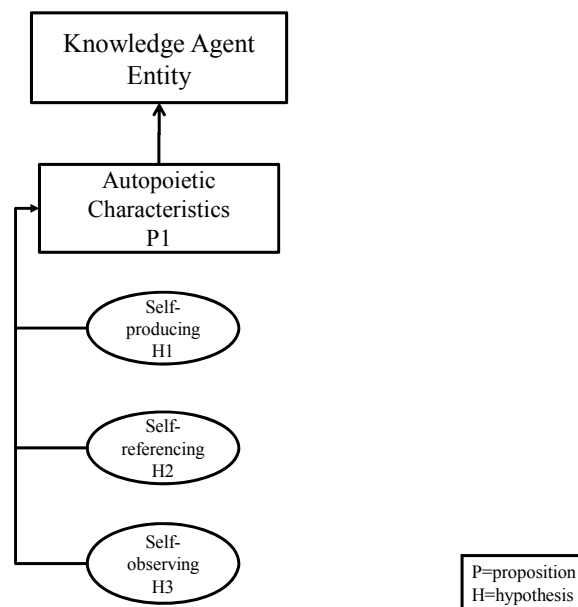 Knowledge Agent
Entity
Autopoietic
Characteristics
P1
Self-
producing
H1
Self-
referencing
H2
Self-
observing
H3
P=proposition
H=hypothesis